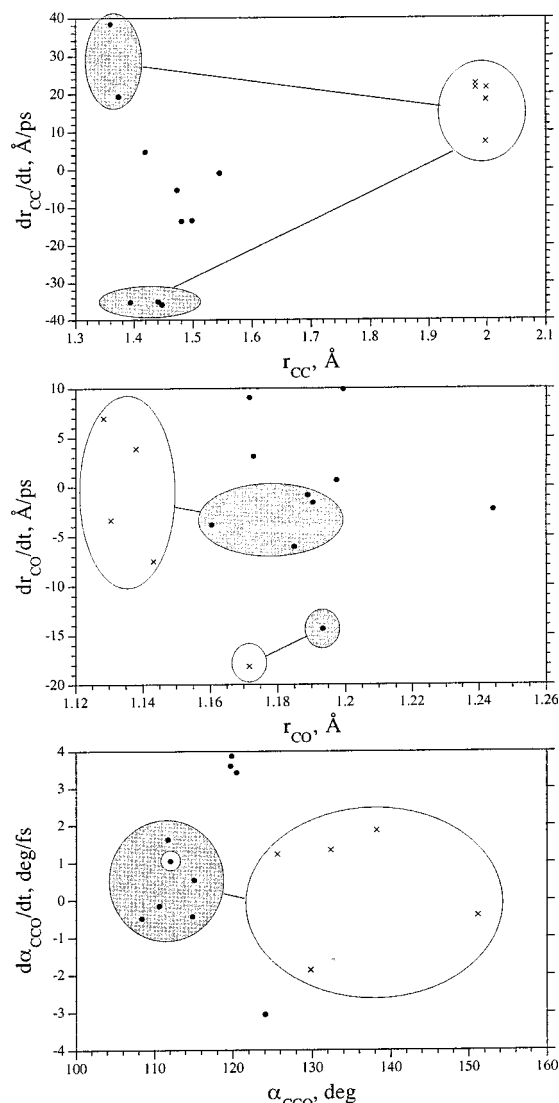 40
30
20
10
0
-10
-20
-30
-40
dr_CC/dt, Å/ps
1.3 1.4 1.5 1.6 1.7 1.8 1.9 2 2.1
r_CC, Å
10
5
0
-5
-10
-15
-20
dr_CO/dt, Å/ps
1.12 1.14 1.16 1.18 1.2 1.22 1.24 1.26
r_CO, Å
4
3
2
1
0
-1
-2
-3
-4
dα_CCO/dt, deg/fs
100 110 120 130 140 150 160
α_CCO, deg